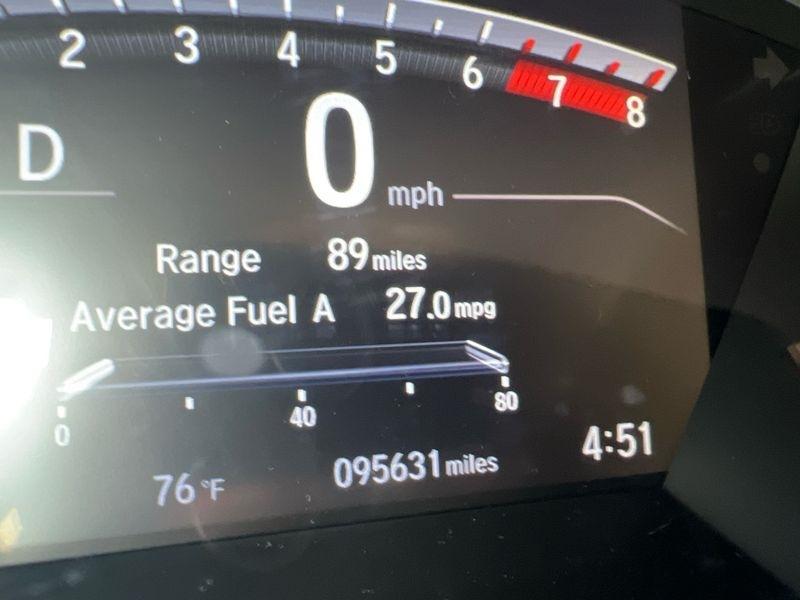 2 3 4 5 6 7 8
D 0 mph
Range 89 miles
Average Fuel A 27.0 mpg
0 40 80
76 °F 095631 miles 4:51